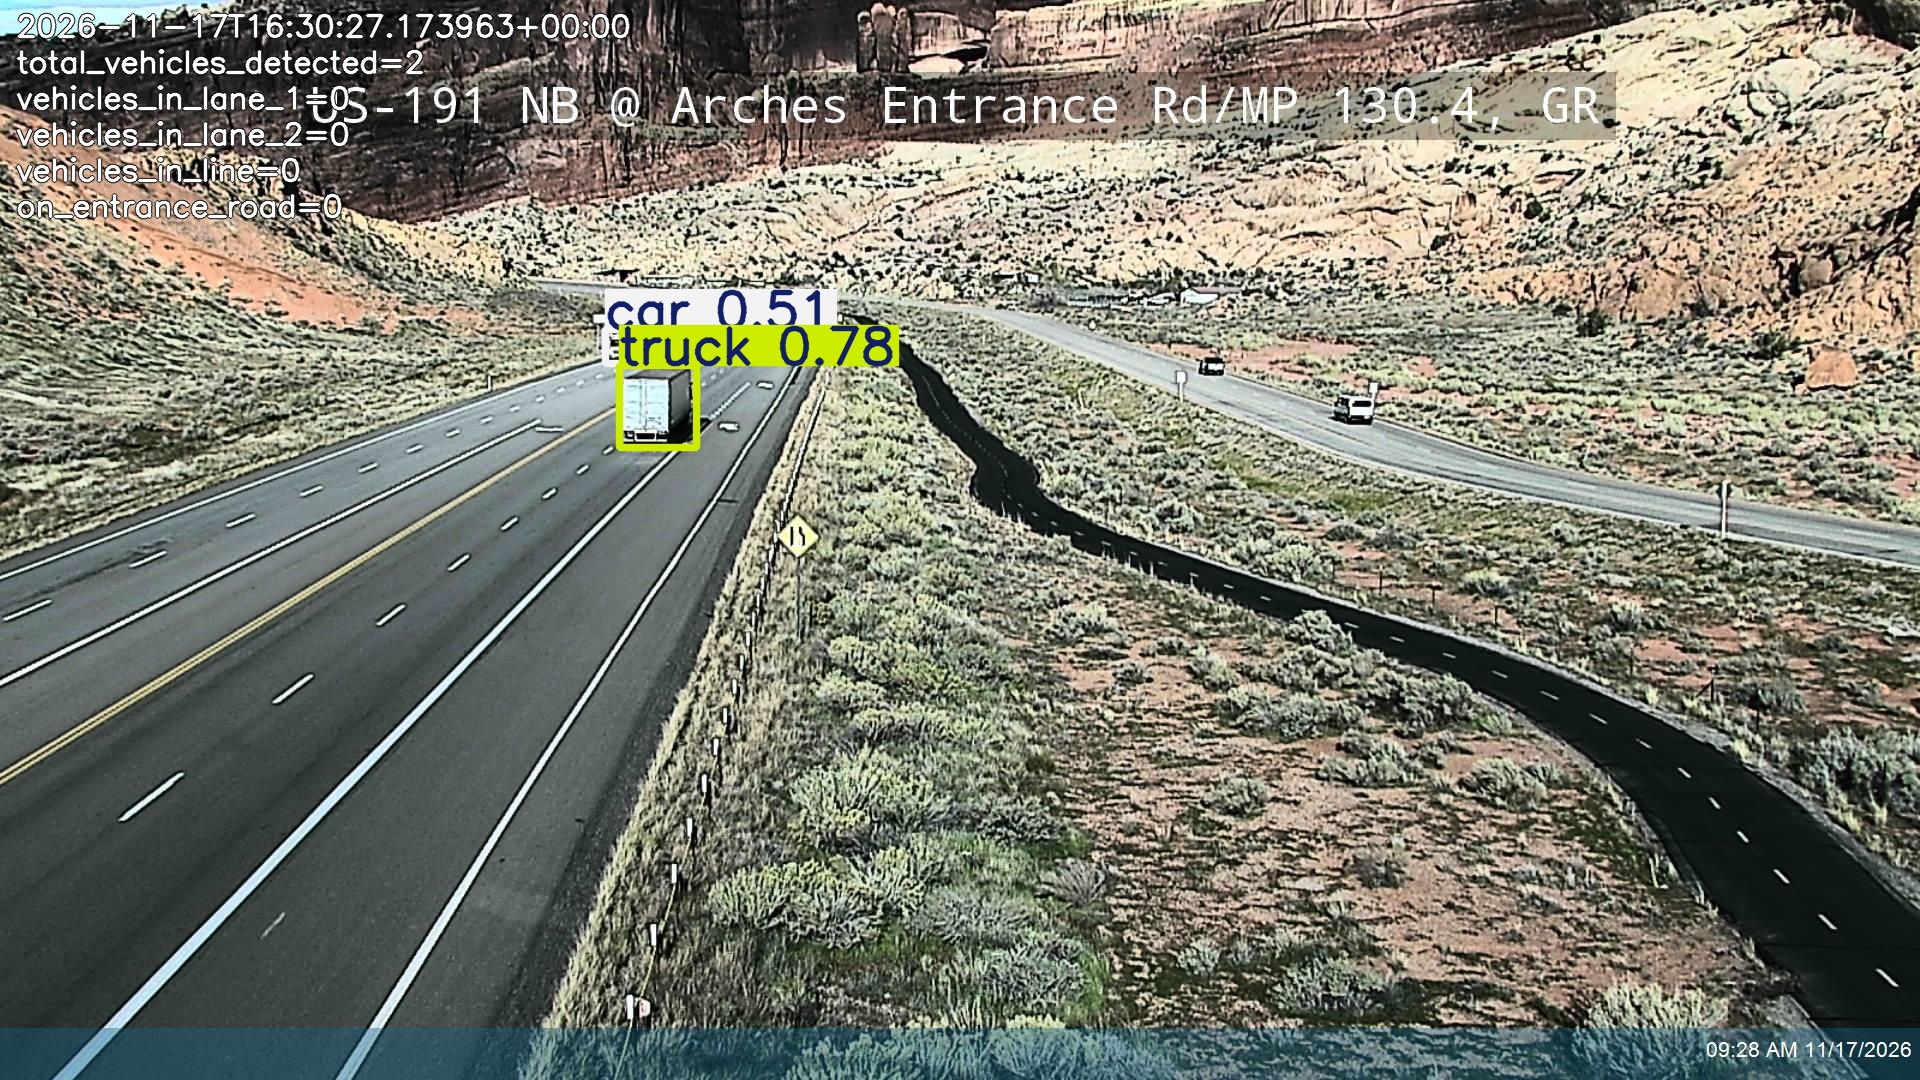 2026-11-17T16:30:27.173963+00:00
total_vehicles_detected=2
vehicles_in_lane_1=0
US-191 NB @ Arches Entrance Rd/MP 130.4, GR
vehicles_in_lane_2=0
vehicles_in_line=0
on_entrance_road=0
car 0.51
truck 0.78
09:28 AM 11/17/2026